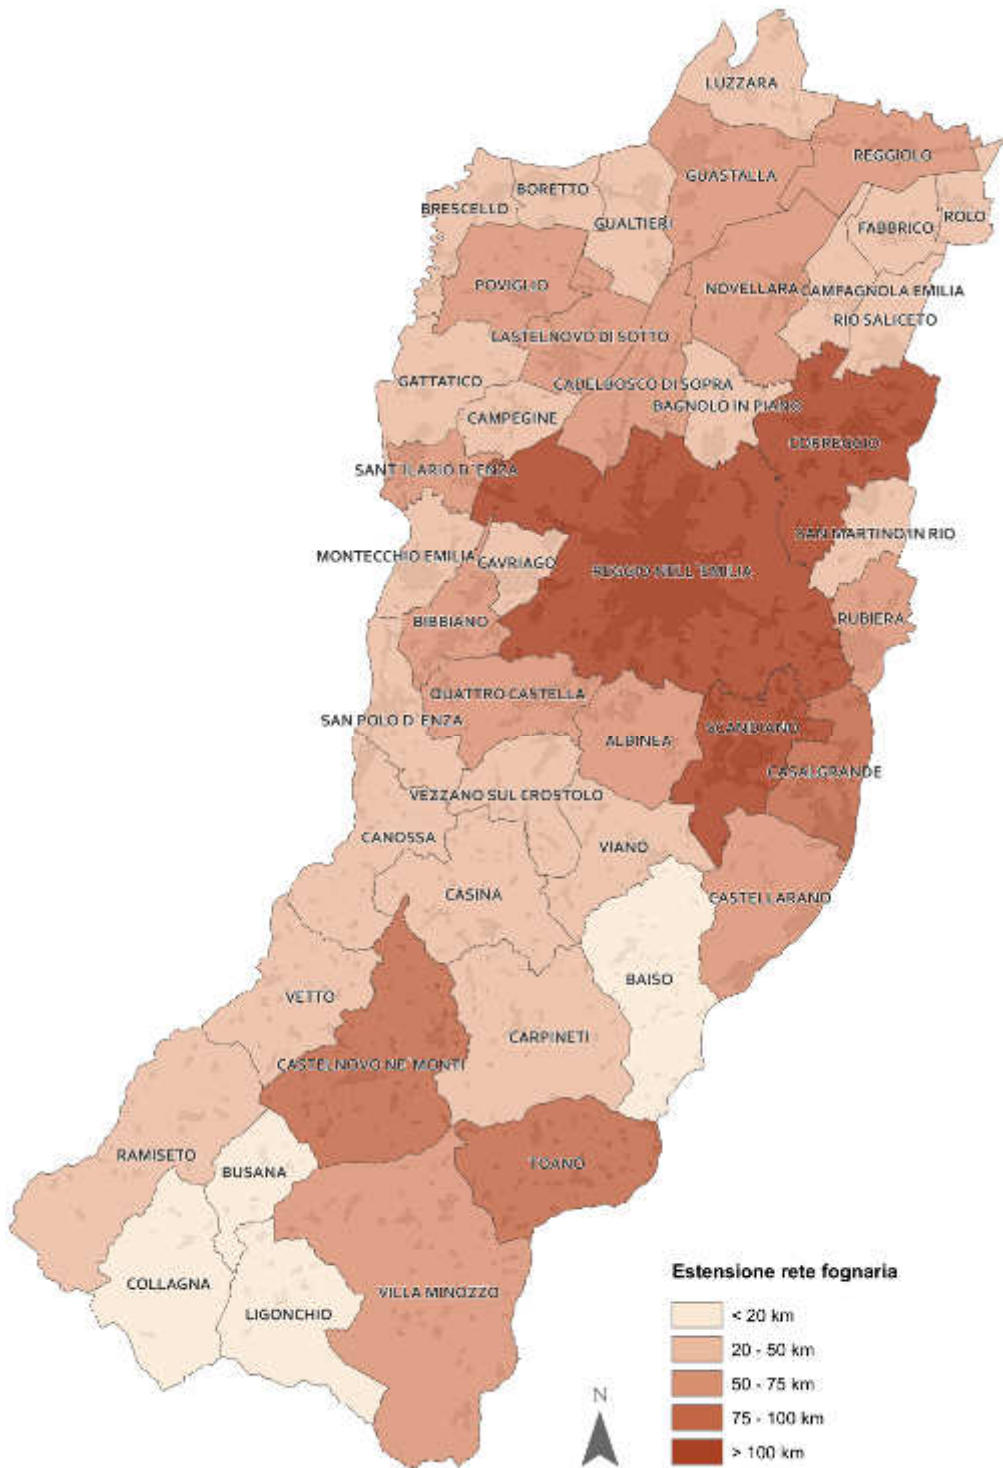 LUZZARA
REGGIOLO
GUASTALLA
BORETTO
BRESCELLO
GUALTIERI
ROLO
FABBRICO
POVIGLIO
NOVELLARA
CAMPAGNOLA EMILIA
RIO SALICETO
CASTELNOVO DI SOTTO
GATTATICO
CADELBOSCO DI SOPRA
BAGNOLO IN PIANO
CAMPEGINE
CORREGGIO
SANT'ILARIO D'ENZA
SAN MARTINO IN RIO
MONTECCHIO EMILIA
CAVRIAGO
REGGIO NELL'EMILIA
BIBBIANO
RUBIERA
QUATTRO CASTELLA
SAN POLO D'ENZA
ALBINEA
SCANDIANO
CASALGRANDE
VEZZANO SUL CROSTOLO
CANOSSA
VIANO
CASINA
CASTELLARANO
BAISO
VETTO
CARPINETI
CASTELNOVO NE'MONTI
RAMISETO
BUSANA
TOANO
COLLAGNA
LIGONCHIO
VILLA MINOZZO
Estensione rete fognaria
< 20 km
20 - 50 km
50 - 75 km
75 - 100 km
> 100 km
N